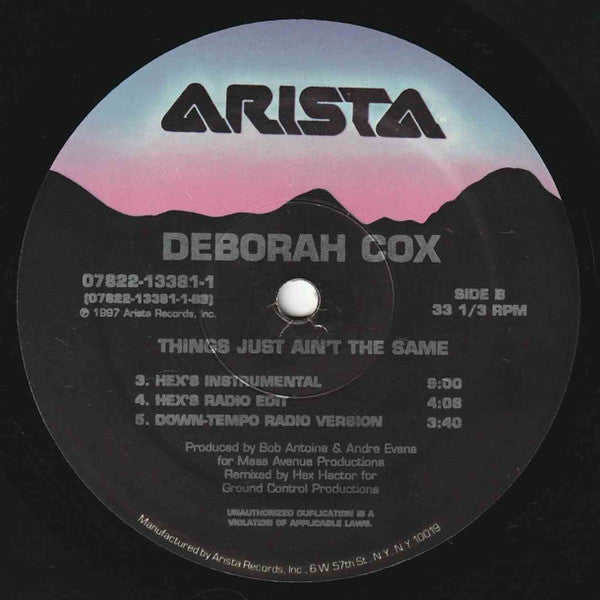 ARISTA
DEBORAH COX
07822-13381-1
(07822-13381-1-S9)
℗ 1997 Arista Records, Inc.
SIDE B
33 1/3 RPM
THINGS JUST AIN'T THE SAME
3. HEX'S INSTRUMENTAL 9:00
4. HEX'S RADIO EDIT 4:08
5. DOWN-TEMPO RADIO VERSION 3:40
Produced by Bob Antoine & Andre Evans
for Mass Avenue Productions
Remixed by Hex Hector for
Ground Control Productions
UNAUTHORIZED DUPLICATION IS A
VIOLATION OF APPLICABLE LAWS.
Manufactured by Arista Records, Inc., 6 W 57th St., N.Y., N.Y. 10019